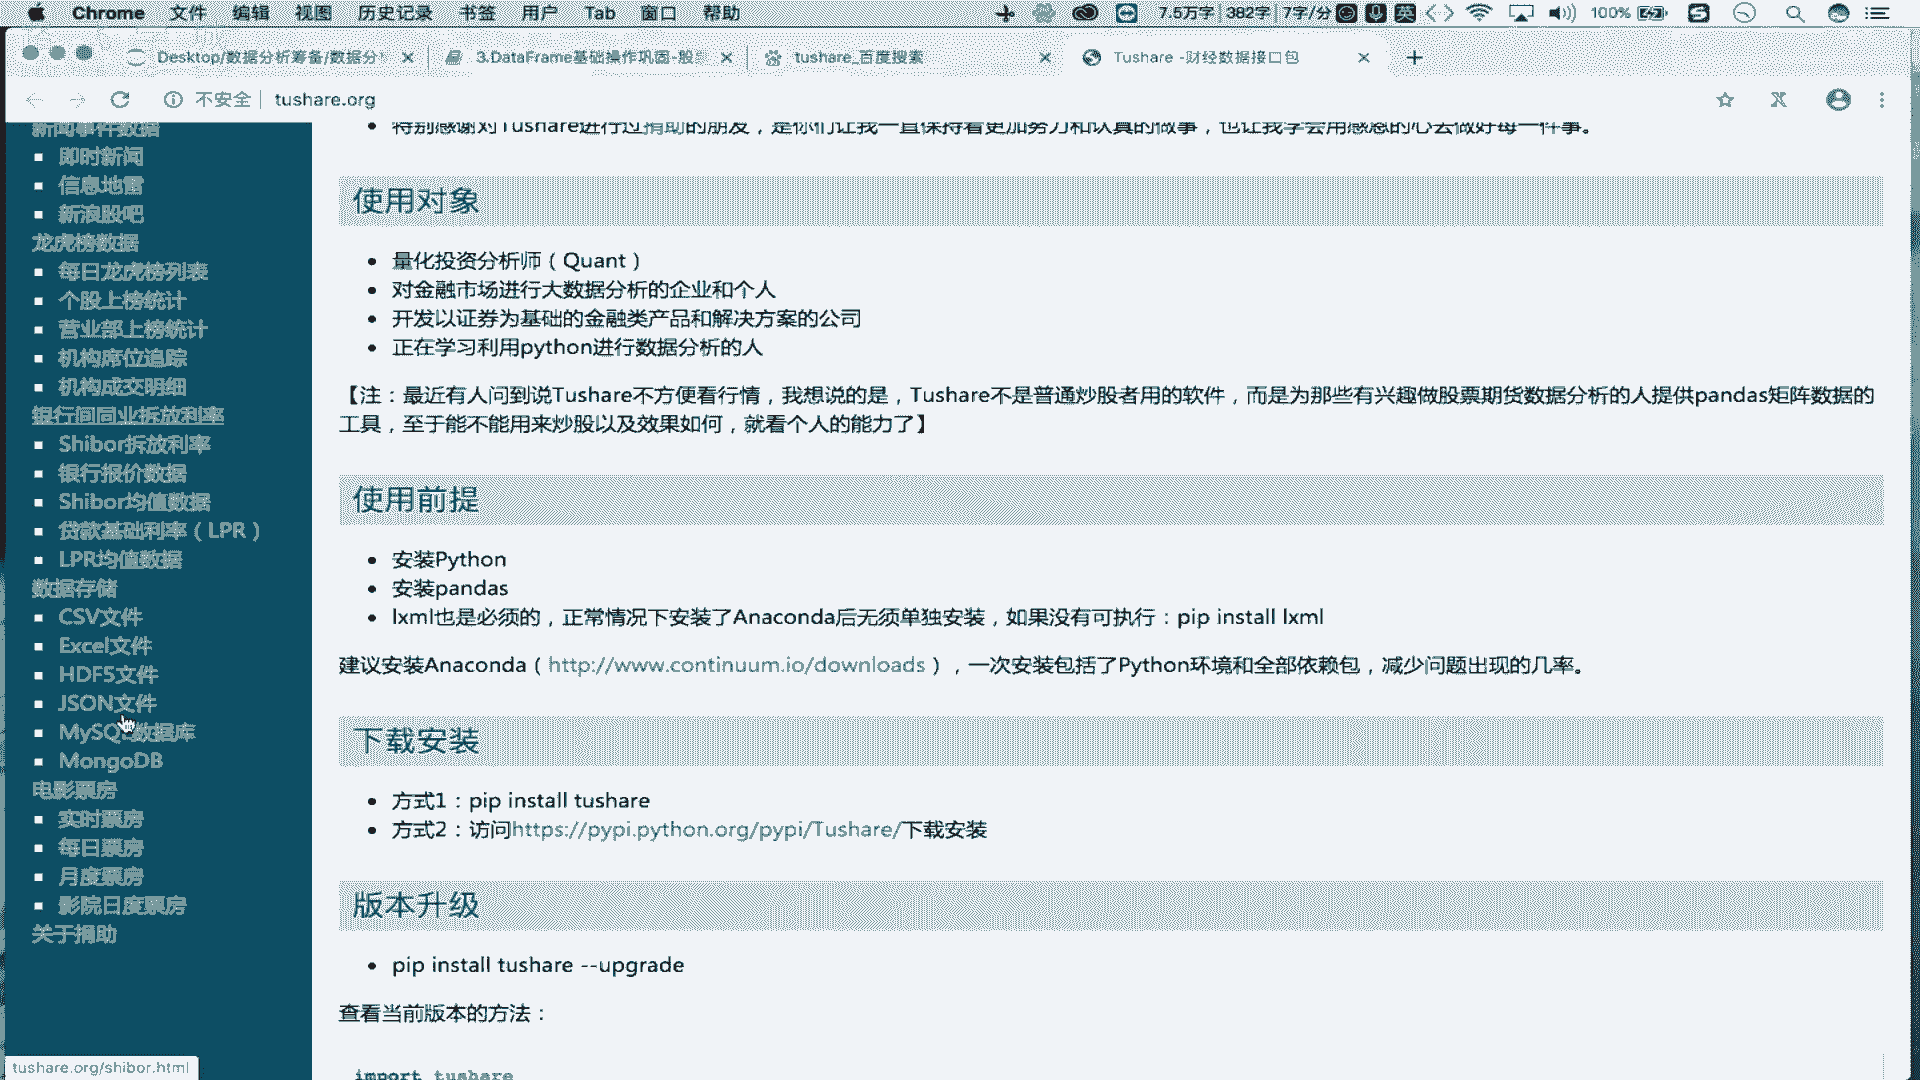 Chrome 文件 编辑 视图 历史记录 书签 用户 Tab 窗口 帮助 7.5万字 382字 7字/分 英 100%
Desktop/数据分析筹备/数据分 3.DataFrame基础操作巩固-股 tushare_百度搜索 Tushare -财经数据接口包
不安全 tushare.org
新闻事件数据
即时新闻
信息地雷
新浪股吧
龙虎榜数据
每日龙虎榜列表
个股上榜统计
营业部上榜统计
机构席位追踪
机构成交明细
银行间同业拆放利率
Shibor拆放利率
银行报价数据
Shibor均值数据
贷款基础利率（LPR）
LPR均值数据
数据存储
CSV文件
Excel文件
HDF5文件
JSON文件
MySQL数据库
MongoDB
电影票房
实时票房
每日票房
月度票房
影院日度票房
关于捐助
特别感谢对Tushare进行过捐助的朋友，是你们让我一直保持着更加努力和认真的做事，也让我学会用感恩的心去做好每一件事。
使用对象
量化投资分析师（Quant）
对金融市场进行大数据分析的企业和个人
开发以证券为基础的金融类产品和解决方案的公司
正在学习利用python进行数据分析的人
【注：最近有人问到说Tushare不方便看行情，我想说的是，Tushare不是普通炒股者用的软件，而是为那些有兴趣做股票期货数据分析的人提供pandas矩阵数据的
工具，至于能不能用来炒股以及效果如何，就看个人的能力了】
使用前提
安装Python
安装pandas
lxml也是必须的，正常情况下安装了Anaconda后无须单独安装，如果没有可执行：pip install lxml
建议安装Anaconda（http://www.continuum.io/downloads），一次安装包括了Python环境和全部依赖包，减少问题出现的几率。
下载安装
方式1：pip install tushare
方式2：访问https://pypi.python.org/pypi/Tushare/下载安装
版本升级
pip install tushare --upgrade
查看当前版本的方法：
import tushare
tushare.org/shibor.html